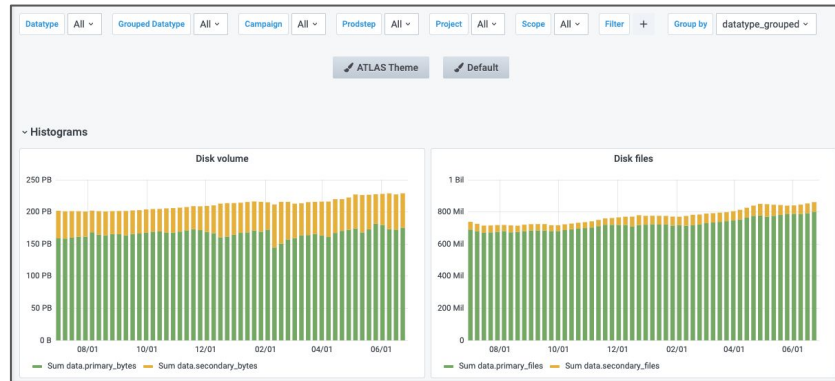 Datatype All Grouped Datatype All Campaign All Prodstep All Project All Scope All Filter + Group by datatype_grouped
ATLAS Theme Default
Histograms
Disk volume
250 PB
200 PB
150 PB
100 PB
50 PB
0 B
08/01 10/01 12/01 02/01 04/01 06/01
Sum data.primary_bytes Sum data.secondary_bytes
Disk files
1 Bil
800 Mil
600 Mil
400 Mil
200 Mil
0
08/01 10/01 12/01 02/01 04/01 06/01
Sum data.primary_files Sum data.secondary_files